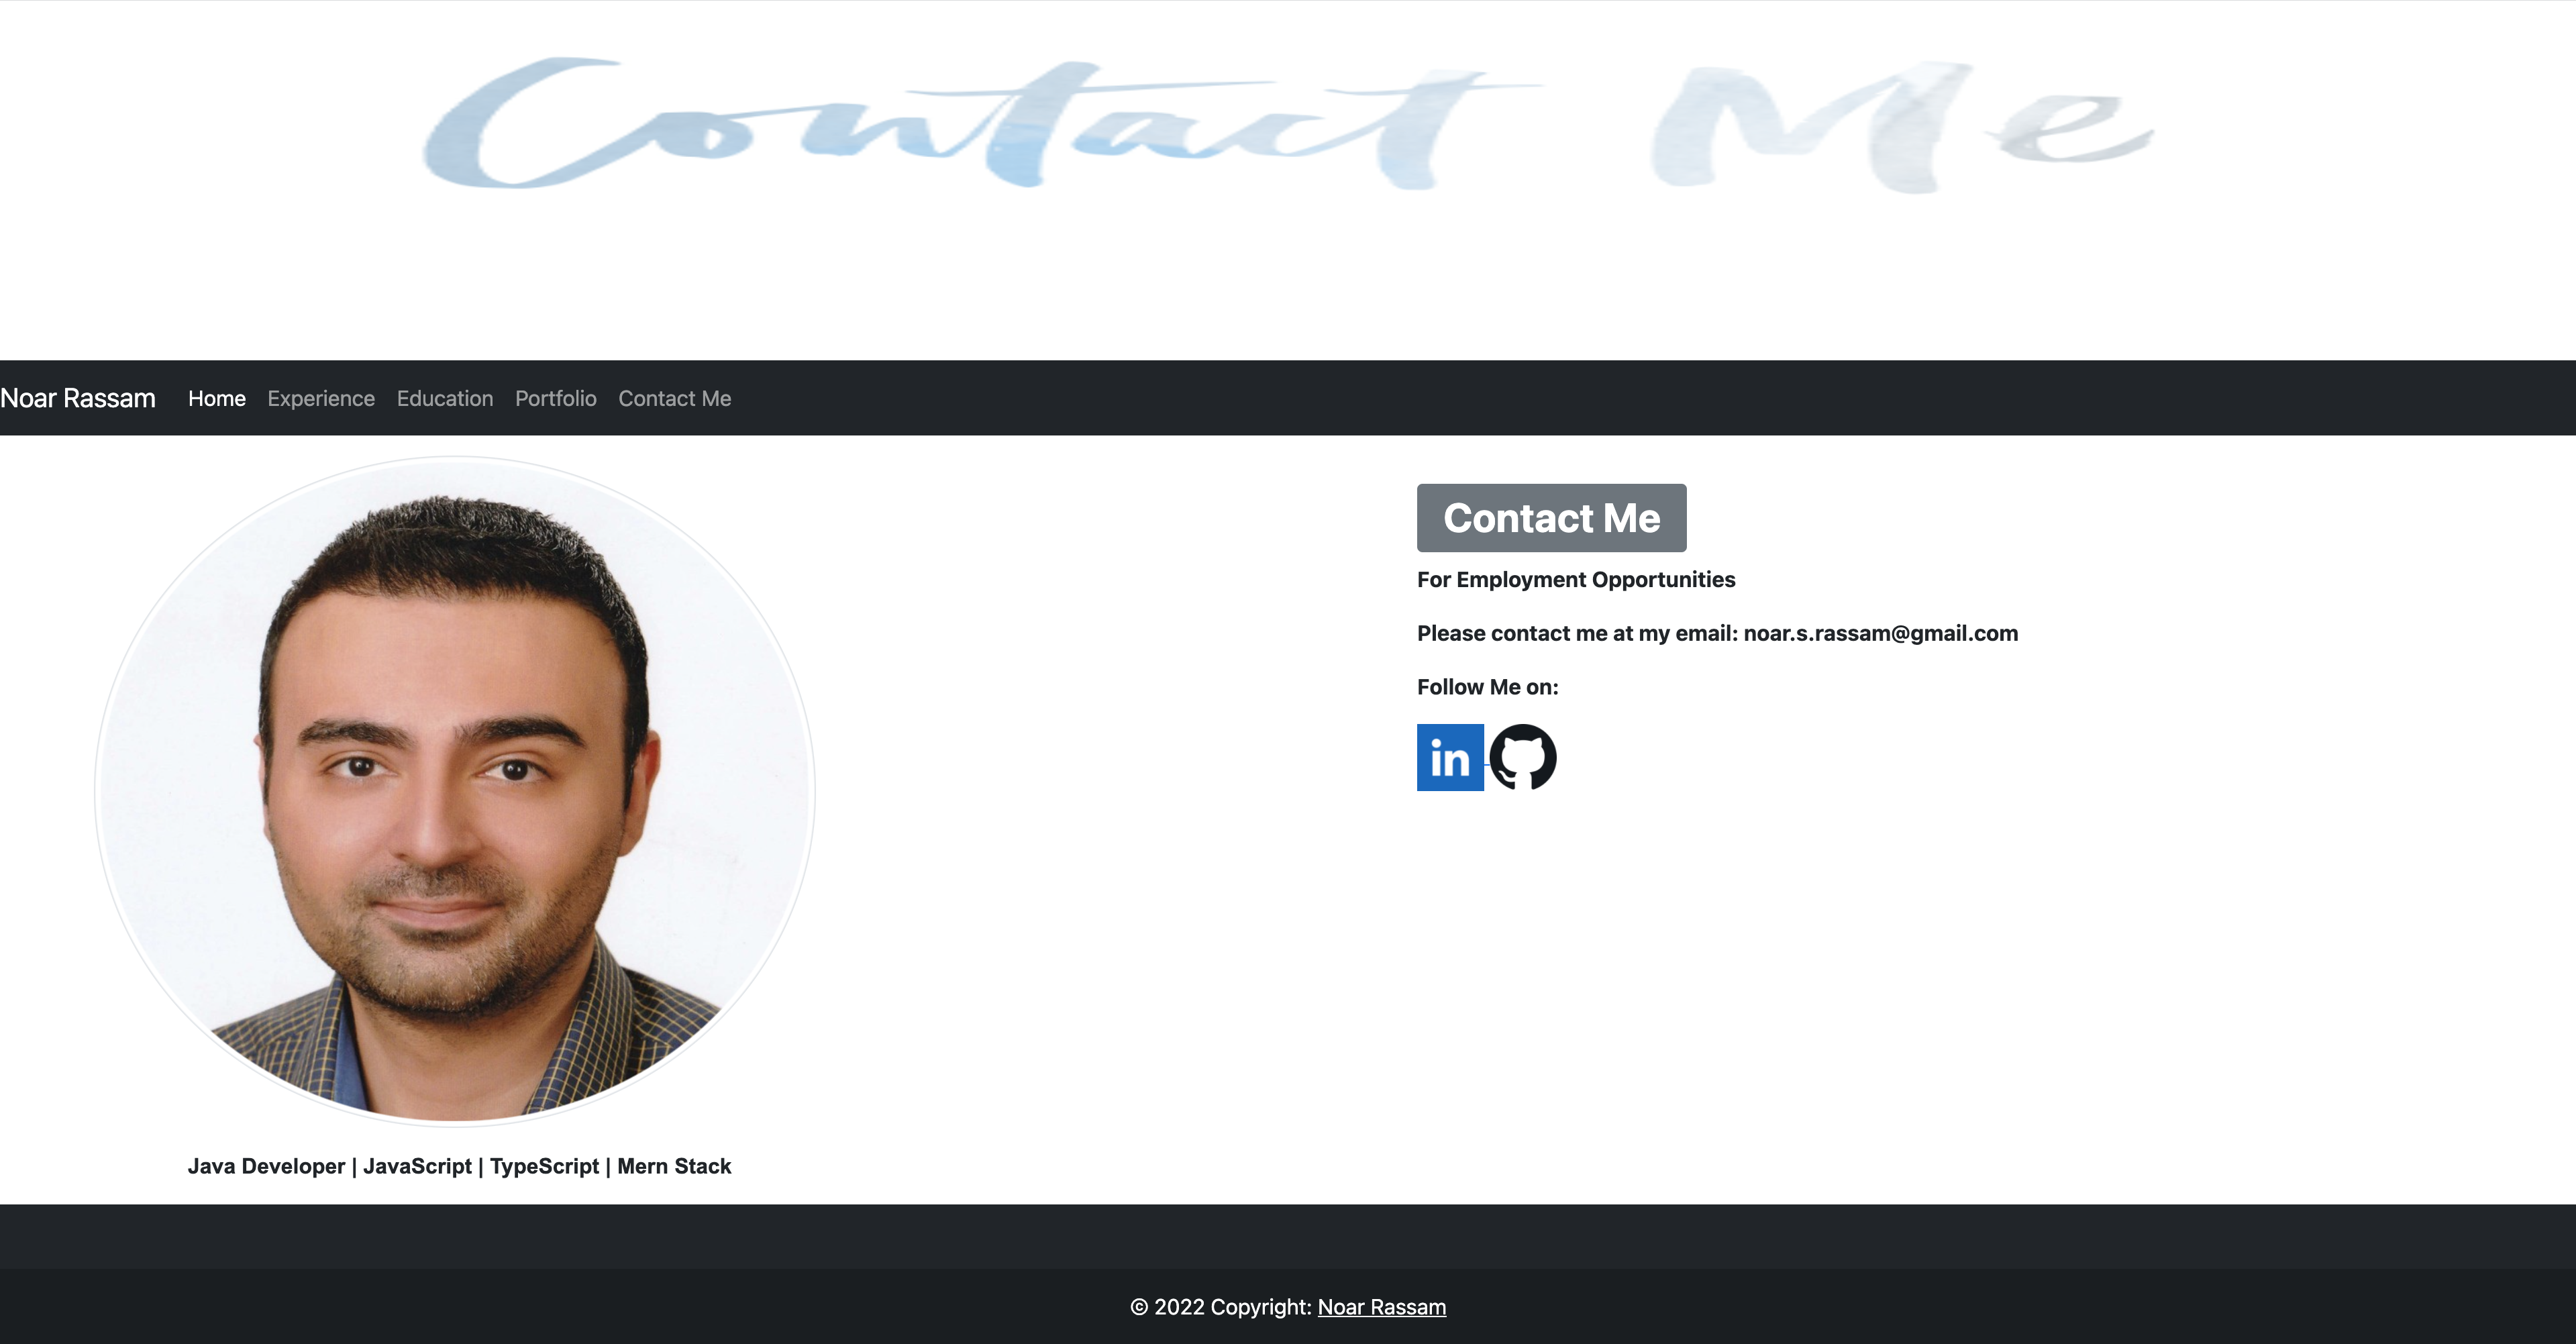 Contact Me
Noar Rassam Home Experience Education Portfolio Contact Me
Contact Me
For Employment Opportunities
Please contact me at my email: noar.s.rassam@gmail.com
Follow Me on:
in
Java Developer | JavaScript | TypeScript | Mern Stack
© 2022 Copyright: Noar Rassam